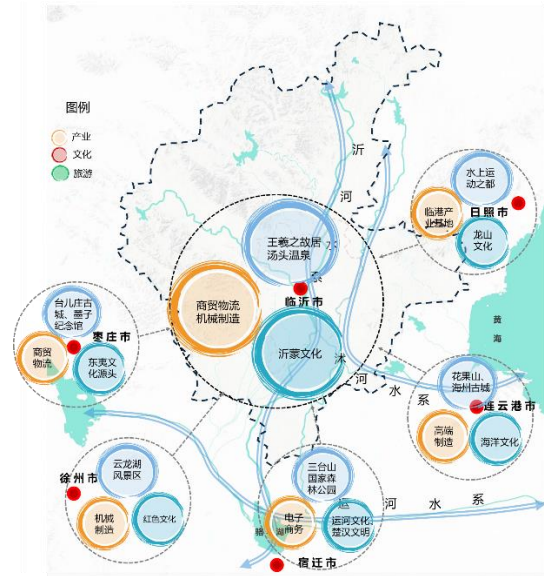 图例
产业
文化
旅游
沂
河
水
系
沭
河
水
系
运
河
水
系
黄
海
骆
湖
王羲之故居
汤头温泉
临沂市
商贸物流
机械制造
沂蒙文化
水上运
动之都
日照市
临港产
业基地
龙山
文化
台儿庄古
城、墨子
纪念馆
枣庄市
商贸
物流
东夷文
化源头
花果山、
海州古城
连云港市
高端
制造
海洋文化
云龙湖
风景区
徐州市
机械
制造
红色文化
三台山
国家森
林公园
电子
商务
运河文化
楚汉文明
宿迁市